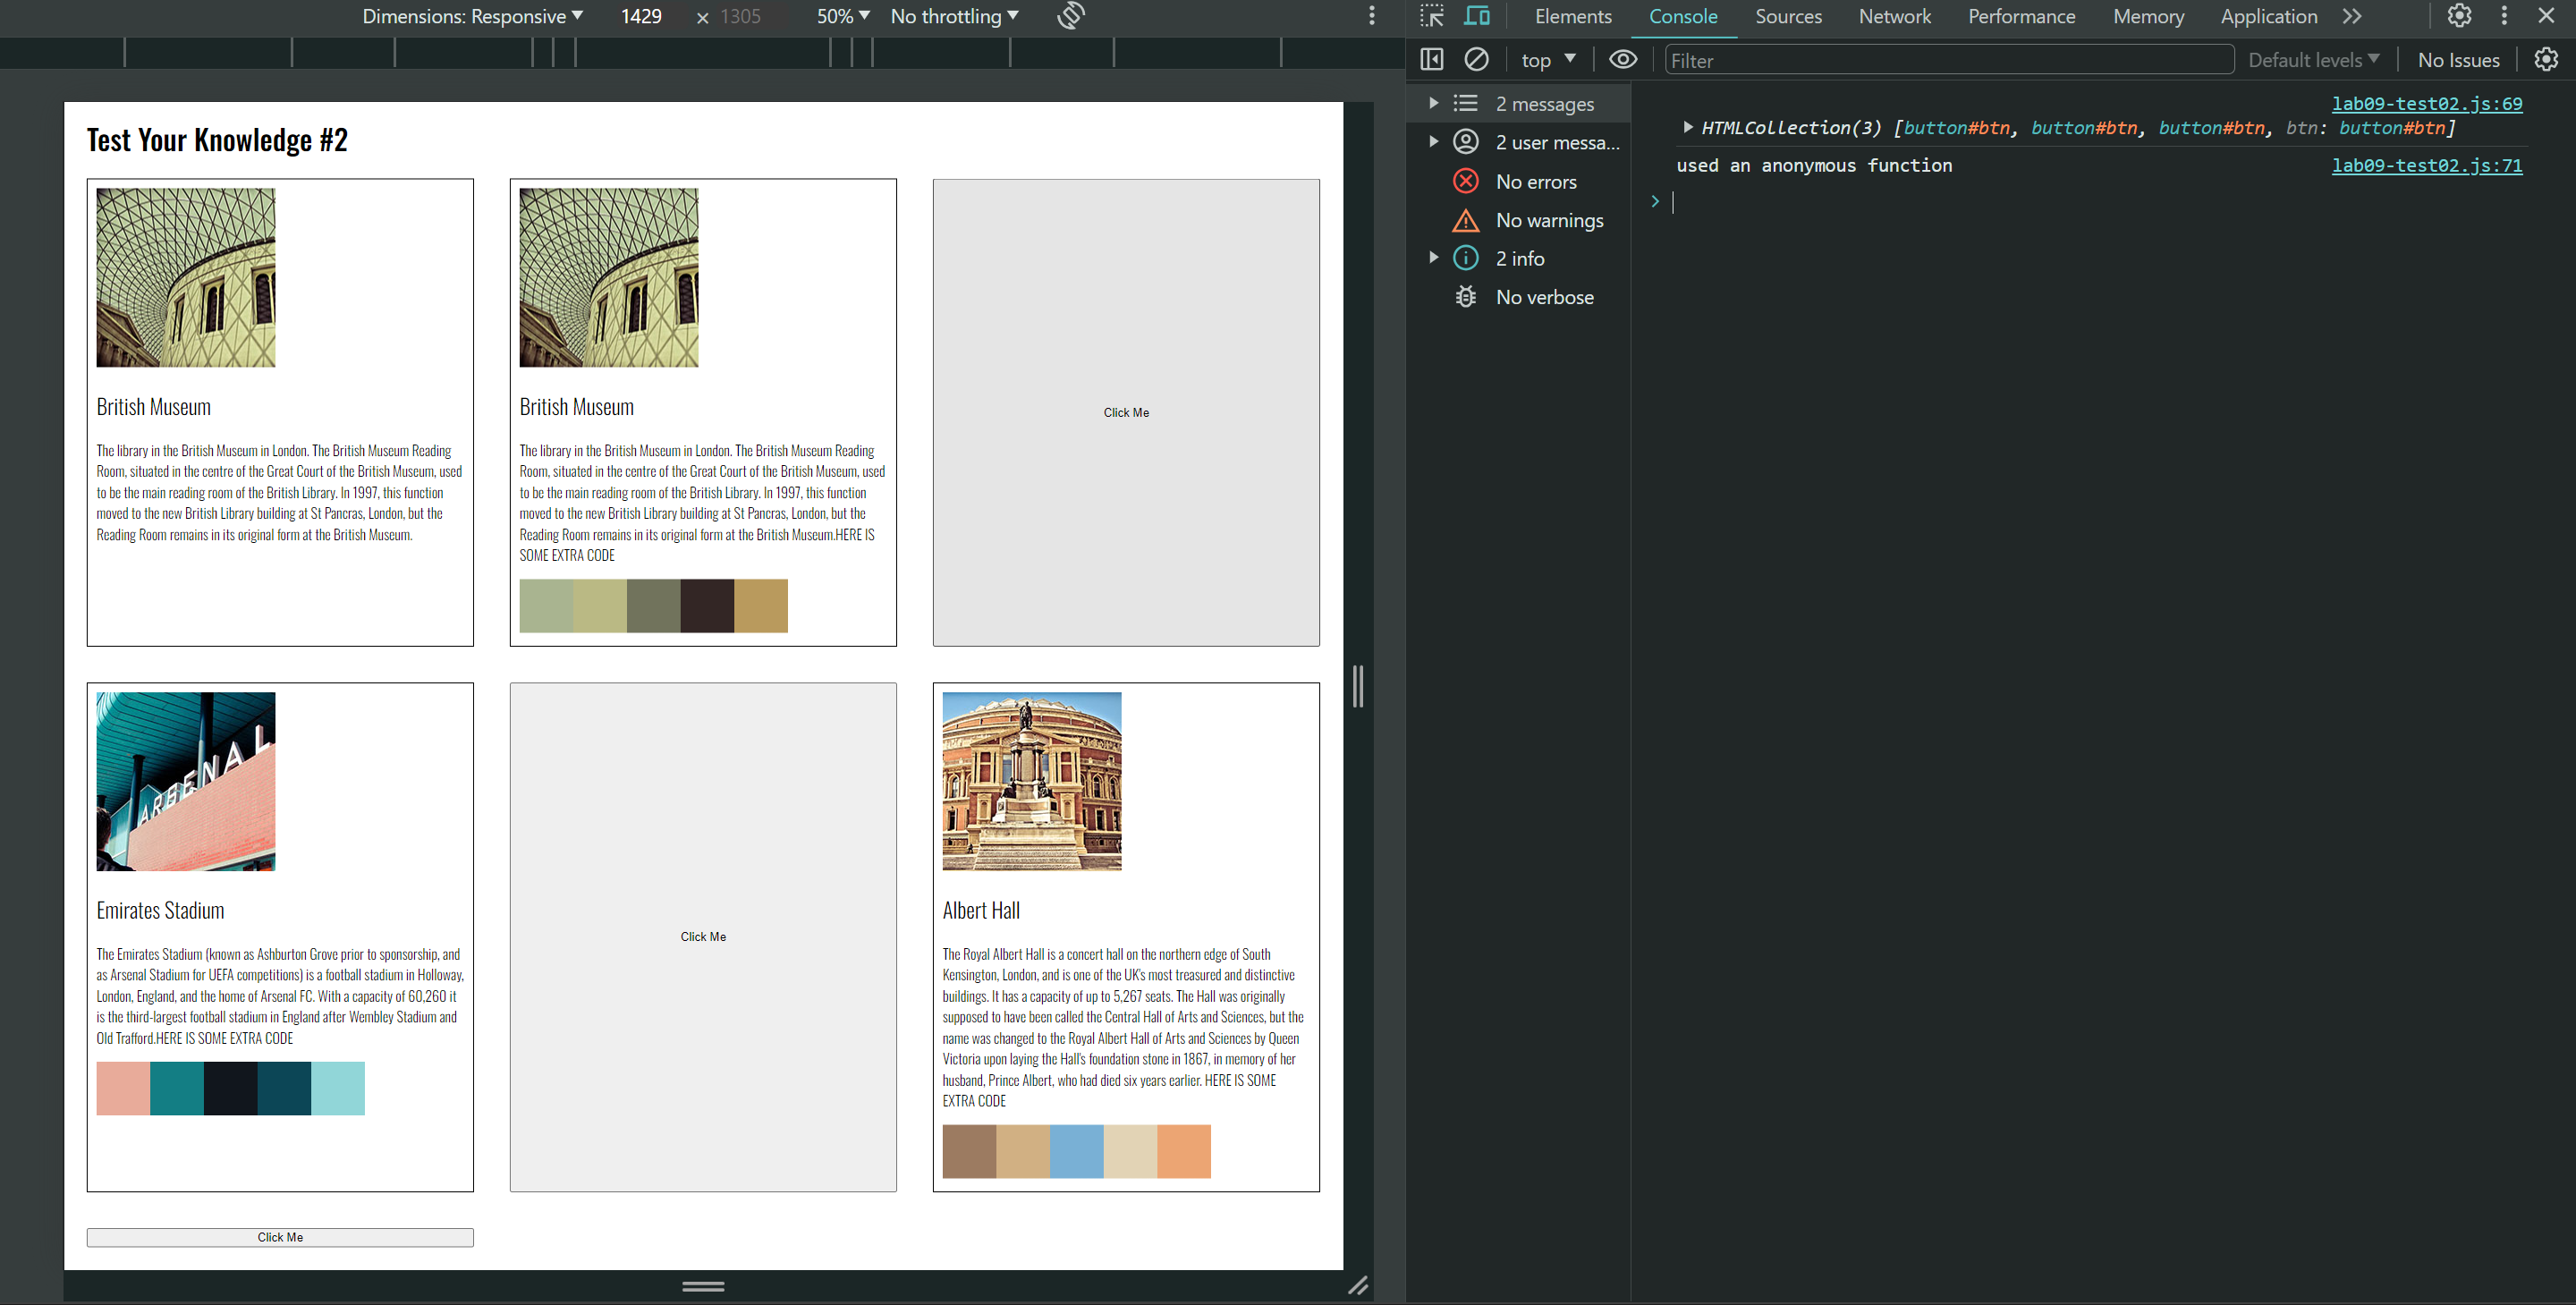 Dimensions: Responsive 1429 × 1305 50% No throttling
Test Your Knowledge #2
British Museum
The library in the British Museum in London. The British Museum Reading
Room, situated in the centre of the Great Court of the British Museum, used
to be the main reading room of the British Library. In 1997, this function
moved to the new British Library building at St Pancras, London, but the
Reading Room remains in its original form at the British Museum.
British Museum
The library in the British Museum in London. The British Museum Reading
Room, situated in the centre of the Great Court of the British Museum, used
to be the main reading room of the British Library. In 1997, this function
moved to the new British Library building at St Pancras, London, but the
Reading Room remains in its original form at the British Museum.HERE IS
SOME EXTRA CODE
Click Me
ARSENAL
Emirates Stadium
The Emirates Stadium (known as Ashburton Grove prior to sponsorship, and
as Arsenal Stadium for UEFA competitions) is a football stadium in Holloway,
London, England, and the home of Arsenal FC. With a capacity of 60,260 it
is the third-largest football stadium in England after Wembley Stadium and
Old Trafford.HERE IS SOME EXTRA CODE
Click Me
Albert Hall
The Royal Albert Hall is a concert hall on the northern edge of South
Kensington, London, and is one of the UK's most treasured and distinctive
buildings. It has a capacity of up to 5,267 seats. The Hall was originally
supposed to have been called the Central Hall of Arts and Sciences, but the
name was changed to the Royal Albert Hall of Arts and Sciences by Queen
Victoria upon laying the Hall's foundation stone in 1867, in memory of her
husband, Prince Albert, who had died six years earlier. HERE IS SOME
EXTRA CODE
Click Me
Elements Console Sources Network Performance Memory Application
top Filter Default levels No Issues
2 messages
2 user messa...
No errors
No warnings
2 info
No verbose
lab09-test02.js:69
HTMLCollection(3) [button#btn, button#btn, button#btn, btn: button#btn]
used an anonymous function lab09-test02.js:71